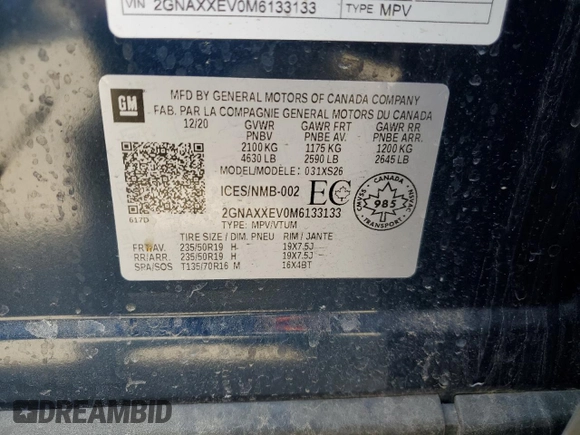 VIN 2GNAXXEV0M6133133
TYPE MPV
GM
MFD BY GENERAL MOTORS OF CANADA COMPANY
FAB. PAR LA COMPAGNIE GENERAL MOTORS DU CANADA
12/20 GVWR GAWR FRT GAWR RR
PNBV PNBE AV. PNBE ARR.
2100 KG 1175 KG 1200 KG
4630 LB 2590 LB 2645 LB
MODEL/MODELE: 031XS26
ICES/NMB-002 EC
CMVSS NSVAC
985
TRANSPORT
617D
2GNAXXEV0M6133133
TYPE: MPV/VTUM
TIRE SIZE / DIM. PNEU RIM / JANTE
FRT/AV. 235/50R19 H 19X7.5J
RR/ARR. 235/50R19 H 19X7.5J
SPA/SOS T135/70R16 M 16X4BT
DREAMBID